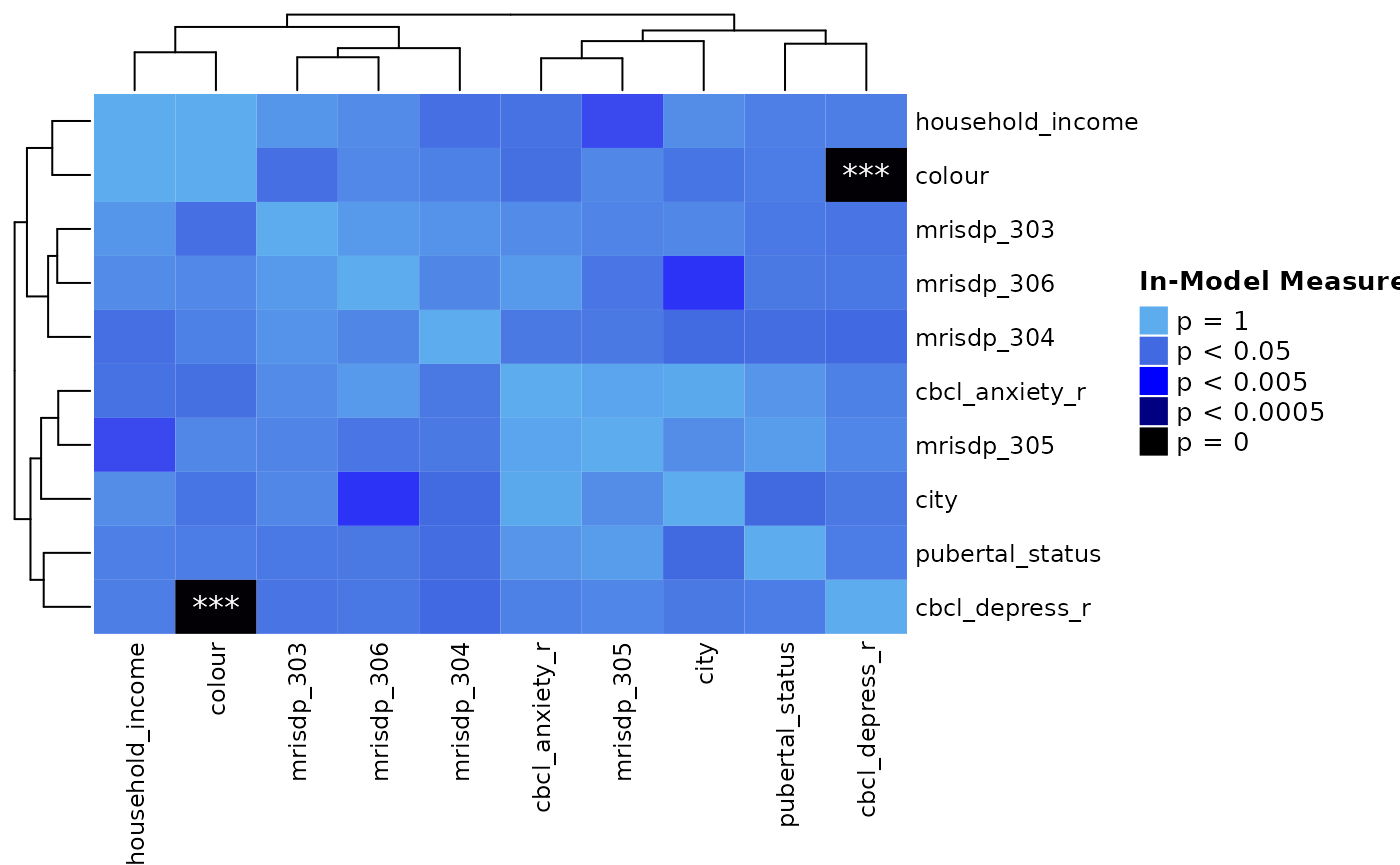 household_income
***
colour
mrisdp_303
mrisdp_306
mrisdp_304
cbcl_anxiety_r
mrisdp_305
city
pubertal_status
***
cbcl_depress_r
In-Model Measure
p = 1
p < 0.05
p < 0.005
p < 0.0005
p = 0
household_income
colour
mrisdp_303
mrisdp_306
mrisdp_304
cbcl_anxiety_r
mrisdp_305
city
pubertal_status
cbcl_depress_r